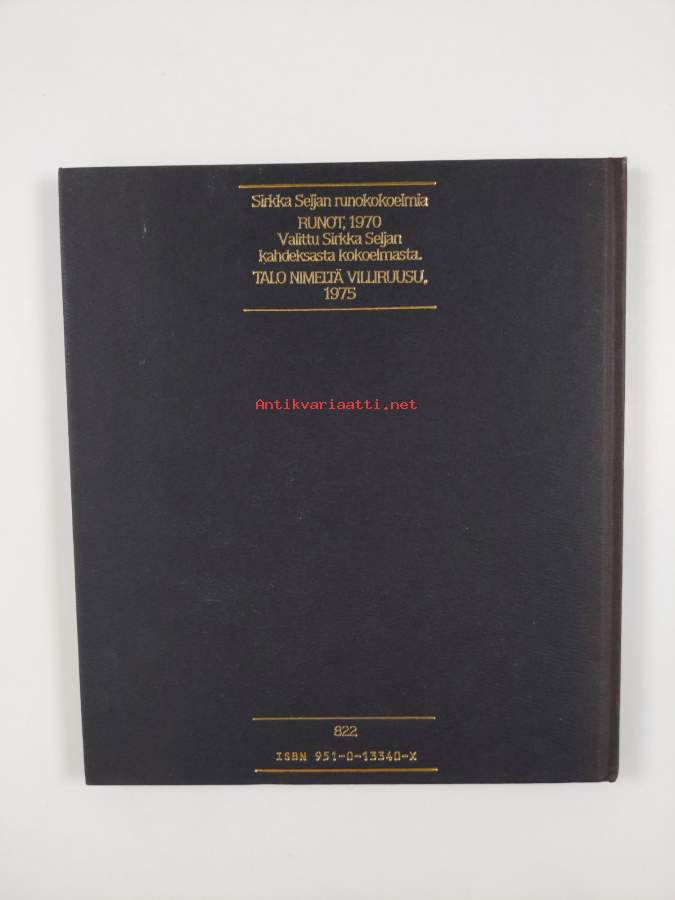 Sirkka Seljan runokokoelmia
RUNOT, 1970
Valittu Sirkka Seljan
kahdeksasta kokoelmasta.
TALO NIMELTÄ VILLIRUUSU,
1975
Antikvariaatti.net
822
ISBN 951-0-13340-X